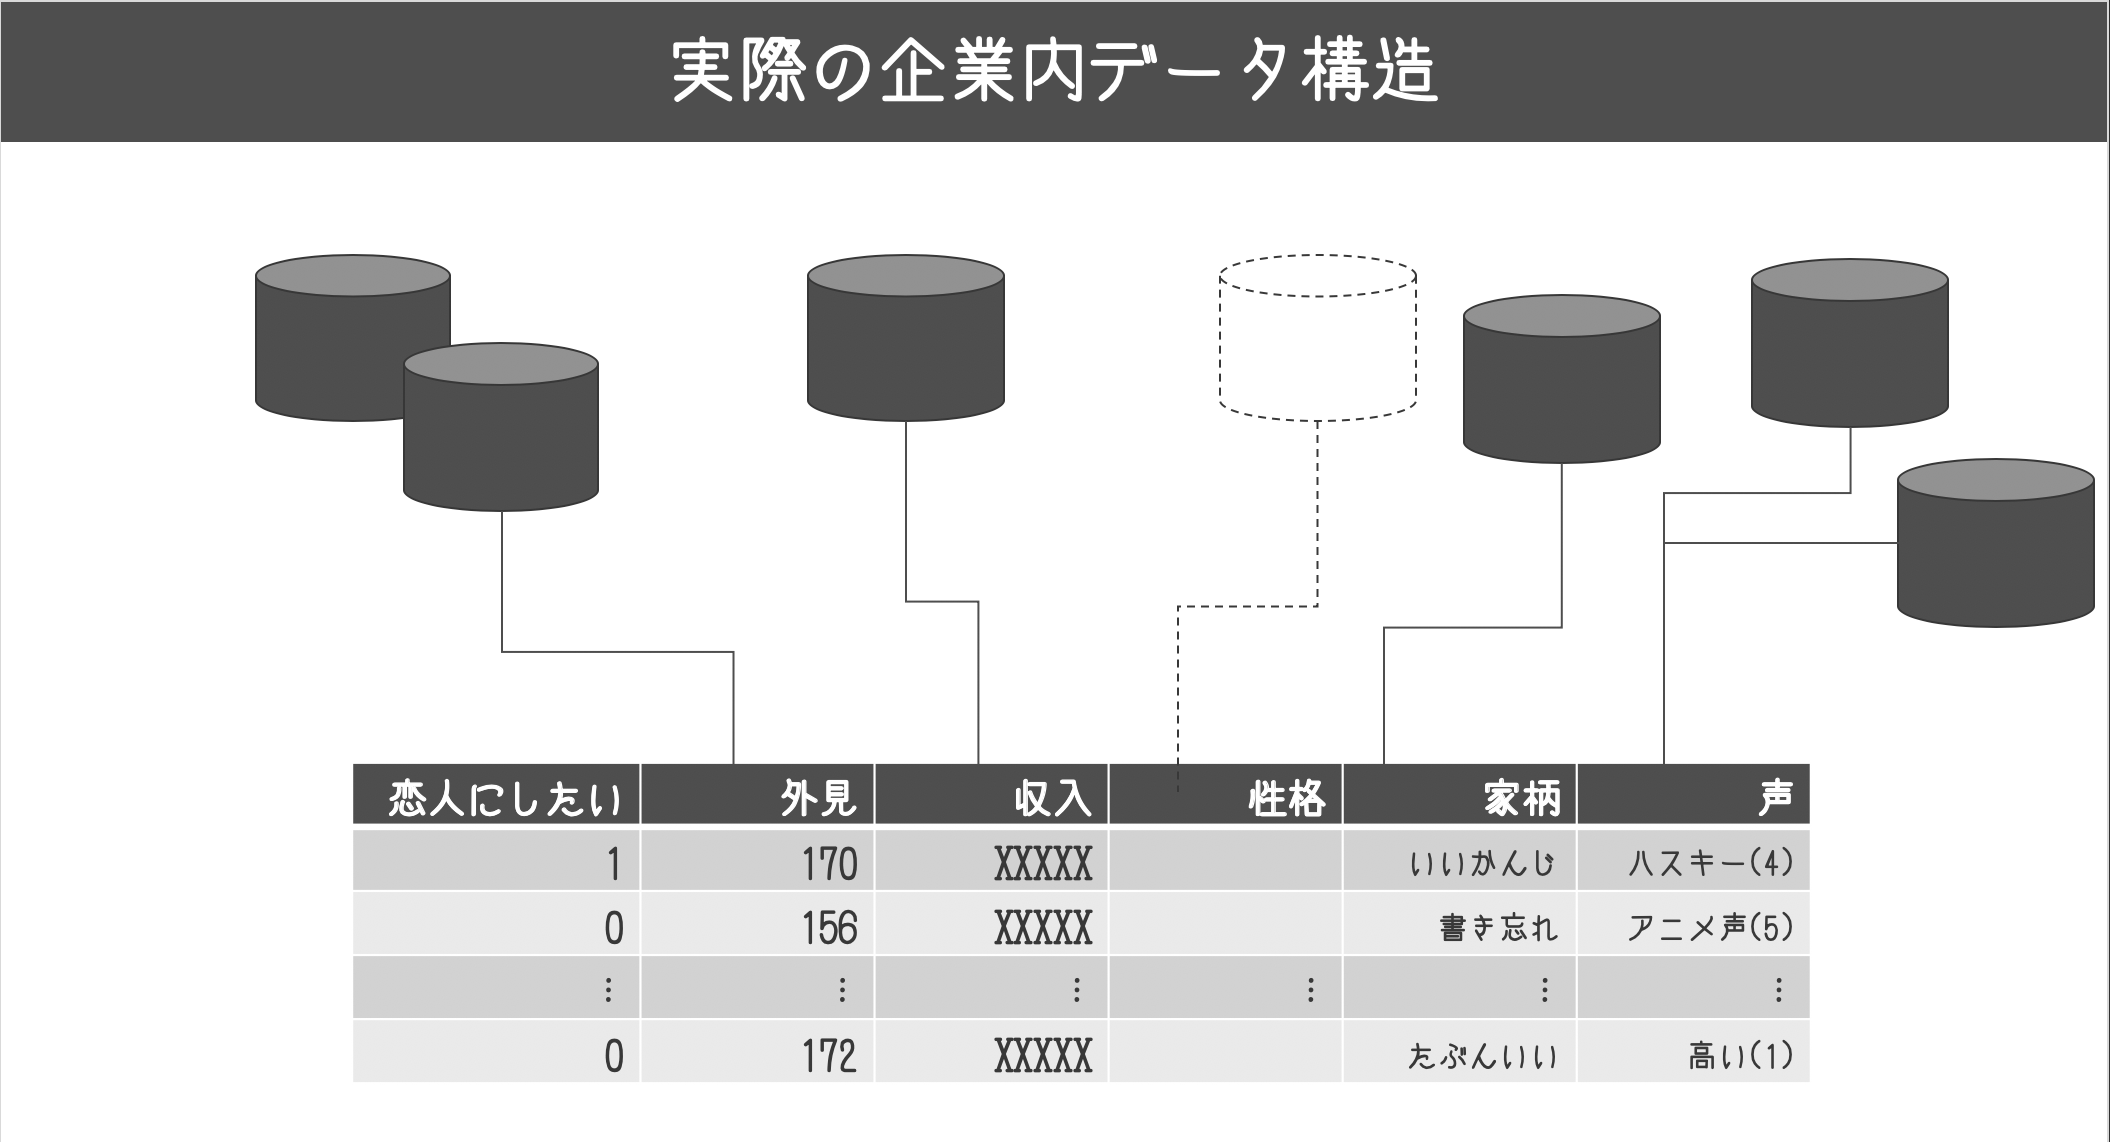 実際の企業内データ構造
恋人にしたい 外見 収入 性格 家柄 声
1 170 XXXXX いいかんじ ハスキー(4)
0 156 XXXXX 書き忘れ アニメ声(5)
⋮ ⋮ ⋮ ⋮ ⋮ ⋮
0 172 XXXXX たぶんいい 高い(1)